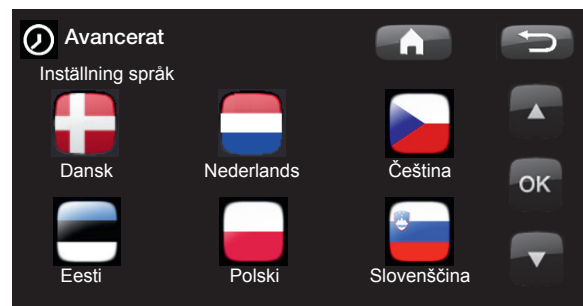 Avancerat
Inställning språk
Dansk Nederlands Čeština
OK
Eesti Polski Slovenščina